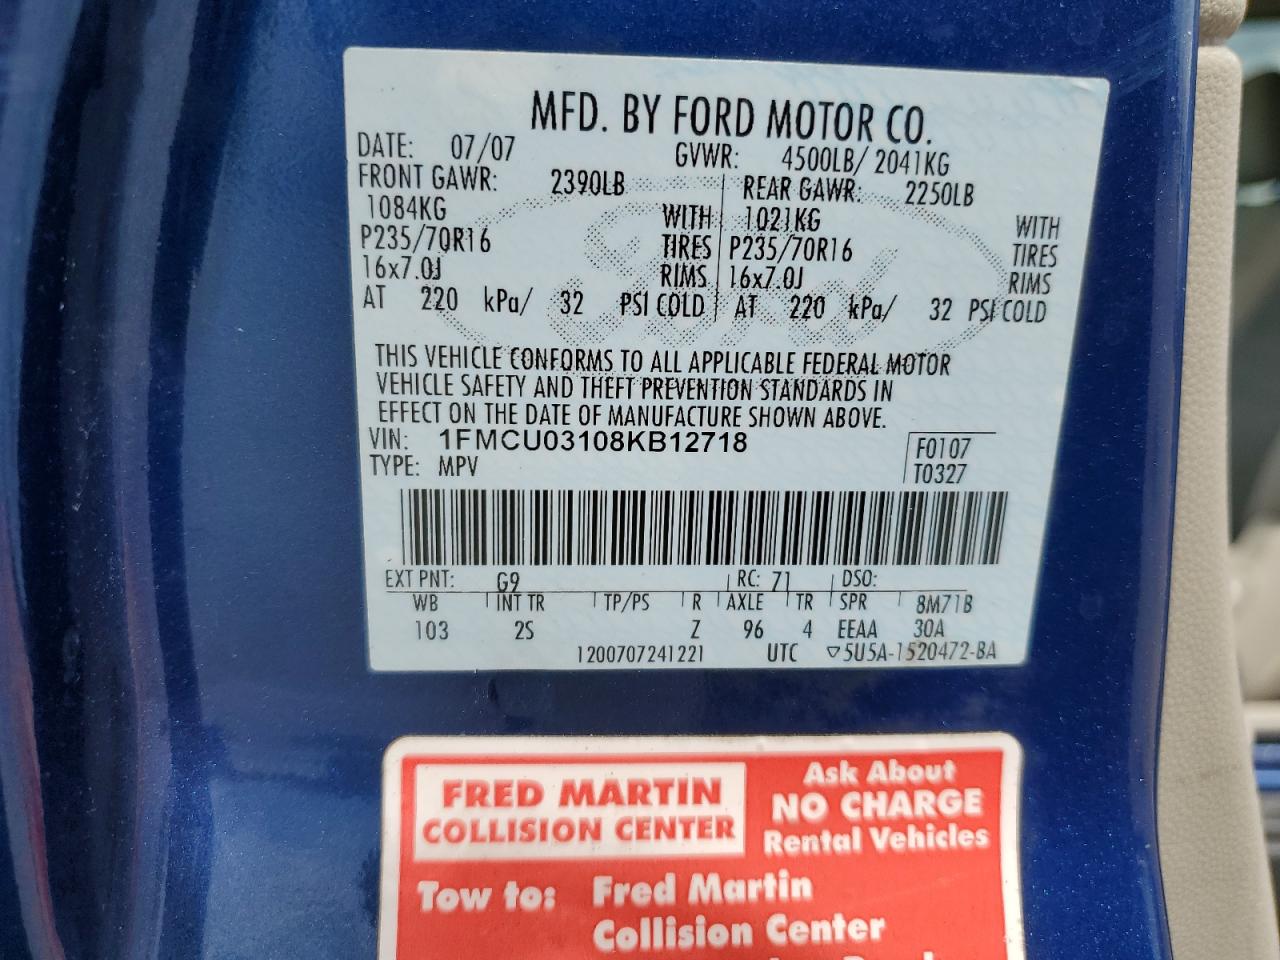 MFD. BY FORD MOTOR CO.
DATE: 07/07 GVWR: 4500LB/ 2041KG
FRONT GAWR: 2390LB REAR GAWR: 2250LB
1084KG WITH 1021KG WITH
P235/70R16 TIRES P235/70R16 TIRES
16x7.0J RIMS 16x7.0J RIMS
AT 220 kPa/ 32 PSI COLD AT 220 kPa/ 32 PSI COLD
THIS VEHICLE CONFORMS TO ALL APPLICABLE FEDERAL MOTOR
VEHICLE SAFETY AND THEFT PREVENTION STANDARDS IN
EFFECT ON THE DATE OF MANUFACTURE SHOWN ABOVE.
VIN: 1FMCU03108KB12718 F0107
TYPE: MPV T0327
EXT PNT: G9 RC: 71 DSO:
WB INT TR TP/PS R AXLE TR SPR 8M71B
103 2S Z 96 4 EEAA 30A
1200707241221 UTC ▽5U5A-1520472-BA
FRED MARTIN
COLLISION CENTER
Ask About
NO CHARGE
Rental Vehicles
Tow to: Fred Martin
Collision Center